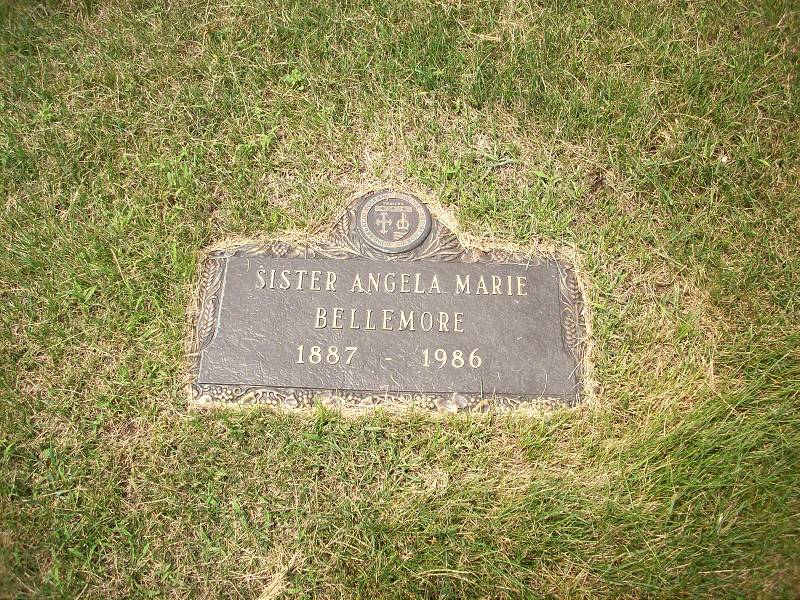 SISTER ANGELA MARIE
BELLEMORE
1887 - 1986